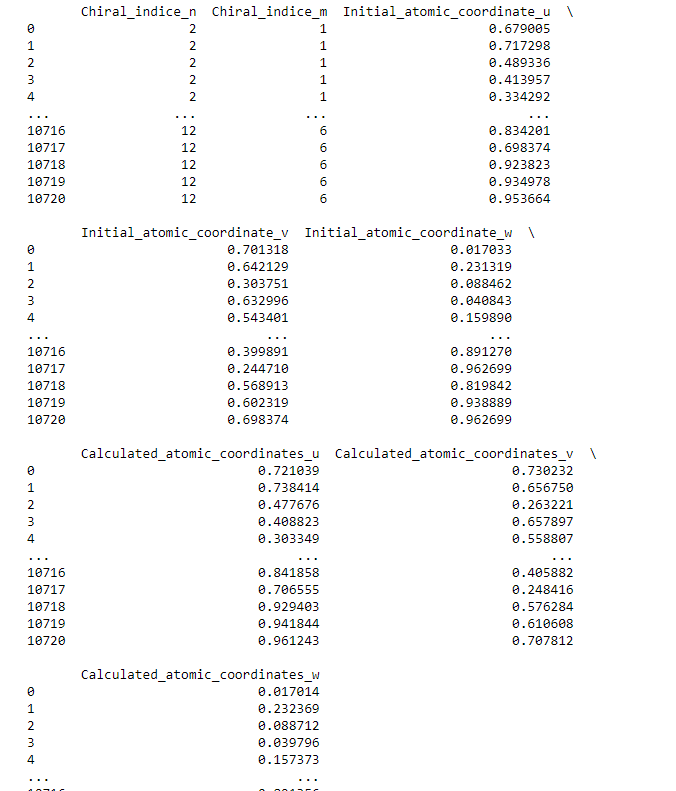 Chiral_indice_n Chiral_indice_m Initial_atomic_coordinate_u \
0 2 1 0.679005
1 2 1 0.717298
2 2 1 0.489336
3 2 1 0.413957
4 2 1 0.334292
... ... ... ...
10716 12 6 0.834201
10717 12 6 0.698374
10718 12 6 0.923823
10719 12 6 0.934978
10720 12 6 0.953664
Initial_atomic_coordinate_v Initial_atomic_coordinate_w \
0 0.701318 0.017033
1 0.642129 0.231319
2 0.303751 0.088462
3 0.632996 0.040843
4 0.543401 0.159890
... ... ...
10716 0.399891 0.891270
10717 0.244710 0.962699
10718 0.568913 0.819842
10719 0.602319 0.938889
10720 0.698374 0.962699
Calculated_atomic_coordinates_u Calculated_atomic_coordinates_v \
0 0.721039 0.730232
1 0.738414 0.656750
2 0.477676 0.263221
3 0.408823 0.657897
4 0.303349 0.558807
... ... ...
10716 0.841858 0.405882
10717 0.706555 0.248416
10718 0.929403 0.576284
10719 0.941844 0.610608
10720 0.961243 0.707812
Calculated_atomic_coordinates_w
0 0.017014
1 0.232369
2 0.088712
3 0.039796
4 0.157373
... ...